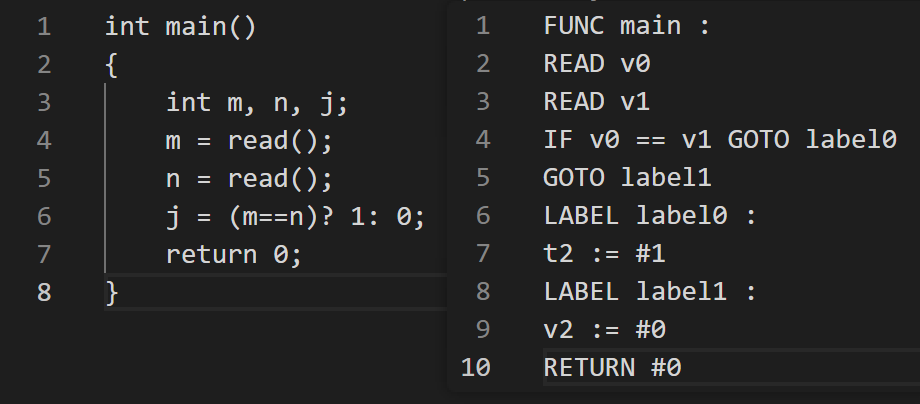 1 int main()
2 {
3 int m, n, j;
4 m = read();
5 n = read();
6 j = (m==n)? 1: 0;
7 return 0;
8 }
1 FUNC main :
2 READ v0
3 READ v1
4 IF v0 == v1 GOTO label0
5 GOTO label1
6 LABEL label0 :
7 t2 := #1
8 LABEL label1 :
9 v2 := #0
10 RETURN #0